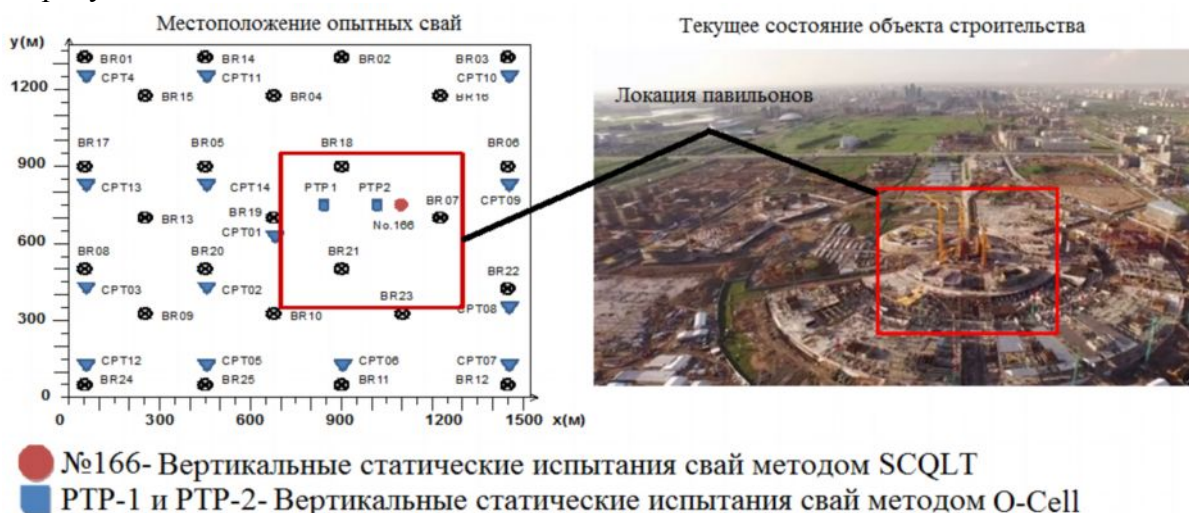 Местоположение опытных свай
Текущее состояние объекта строительства
y(м)
BR01
BR14
BR02
BR03
CPT4
CPT11
CPT10
1200
BR15
BR04
BR16
Локация павильонов
900
BR17
BR05
BR18
BR06
CPT13
CPT14
PTP1
PTP2
BR07
CPT09
BR13
BR19
No.166
600
CPT01
BR08
BR20
BR21
BR22
CPT03
CPT02
BR23
CPT08
300
BR09
BR10
CPT12
CPT05
CPT06
CPT07
BR24
BR25
BR11
BR12
0
0 300 600 900 1200 1500 x(м)
№166- Вертикальные статические испытания свай методом SCQLT
PTP-1 и PTP-2- Вертикальные статические испытания свай методом O-Cell